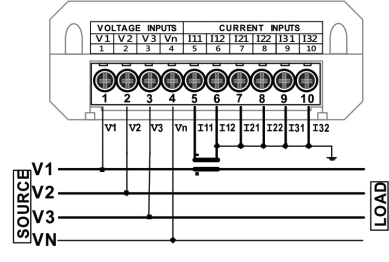 VOLTAGE INPUTS CURRENT INPUTS
V1 V2 V3 Vn I11 I12 I21 I22 I31 I32
1 2 3 4 5 6 7 8 9 10
1 2 3 4 5 6 7 8 9 10
V1 V2 V3 Vn I11 I12 I21 I22 I31 I32
SOURCE
V1
V2
V3
VN
LOAD